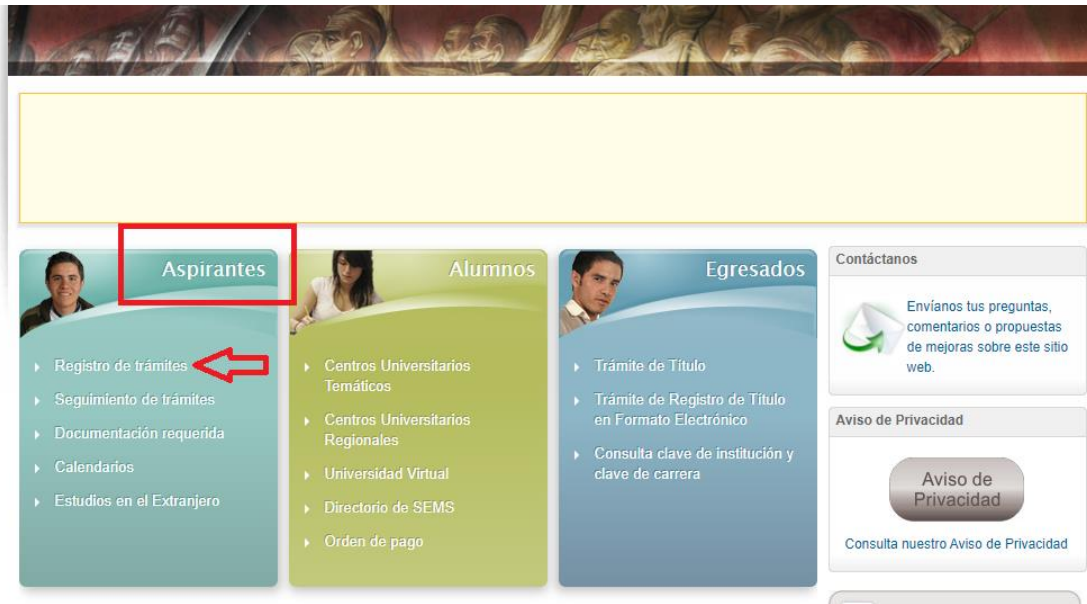 Aspirantes
Registro de trámites
Seguimiento de trámites
Documentación requerida
Calendarios
Estudios en el Extranjero
Alumnos
Centros Universitarios
Temáticos
Centros Universitarios
Regionales
Universidad Virtual
Directorio de SEMS
Orden de pago
Egresados
Trámite de Título
Trámite de Registro de Título
en Formato Electrónico
Consulta clave de institución y
clave de carrera
Contáctanos
Envíanos tus preguntas,
comentarios o propuestas
de mejoras sobre este sitio
web.
Aviso de Privacidad
Aviso de
Privacidad
Consulta nuestro Aviso de Privacidad